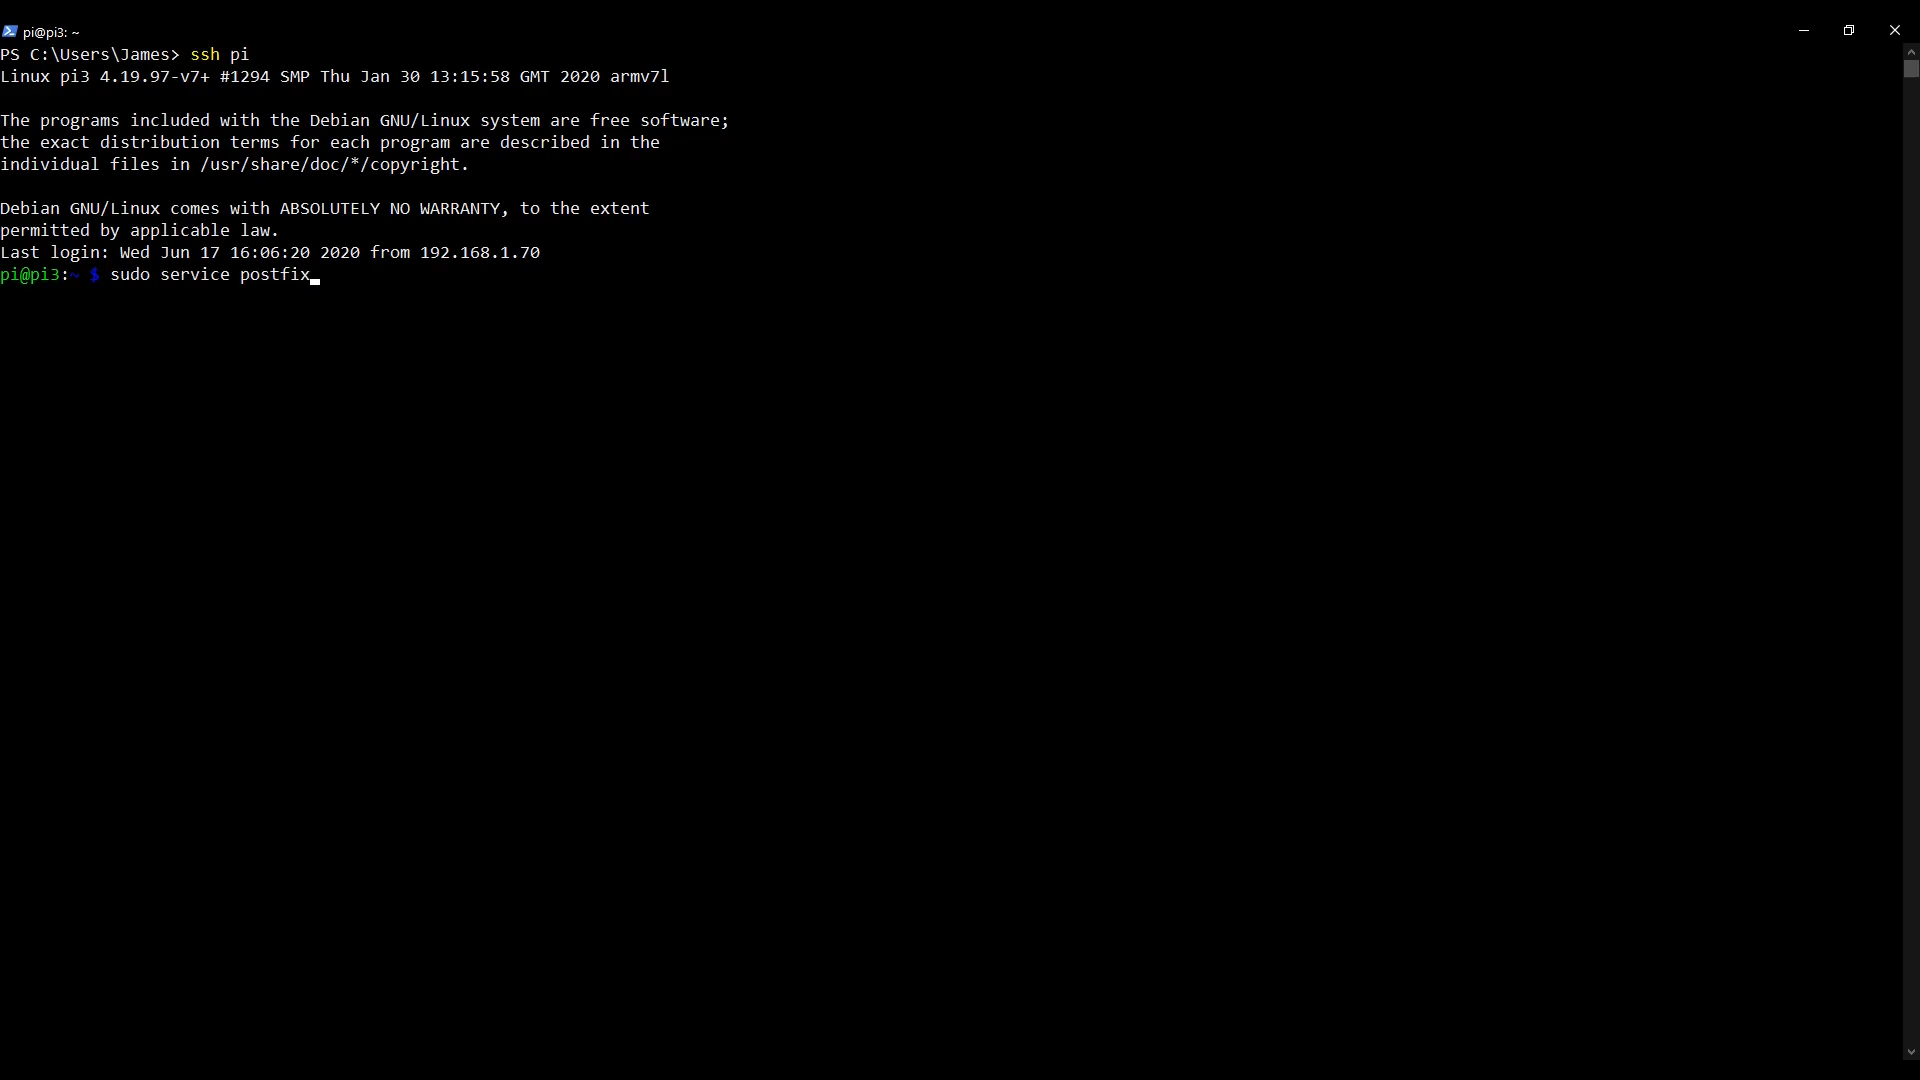 pi@pi3: ~
PS C:\Users\James> ssh pi
Linux pi3 4.19.97-v7+ #1294 SMP Thu Jan 30 13:15:58 GMT 2020 armv7l
The programs included with the Debian GNU/Linux system are free software;
the exact distribution terms for each program are described in the
individual files in /usr/share/doc/*/copyright.
Debian GNU/Linux comes with ABSOLUTELY NO WARRANTY, to the extent
permitted by applicable law.
Last login: Wed Jun 17 16:06:20 2020 from 192.168.1.70
pi@pi3:~ $ sudo service postfix